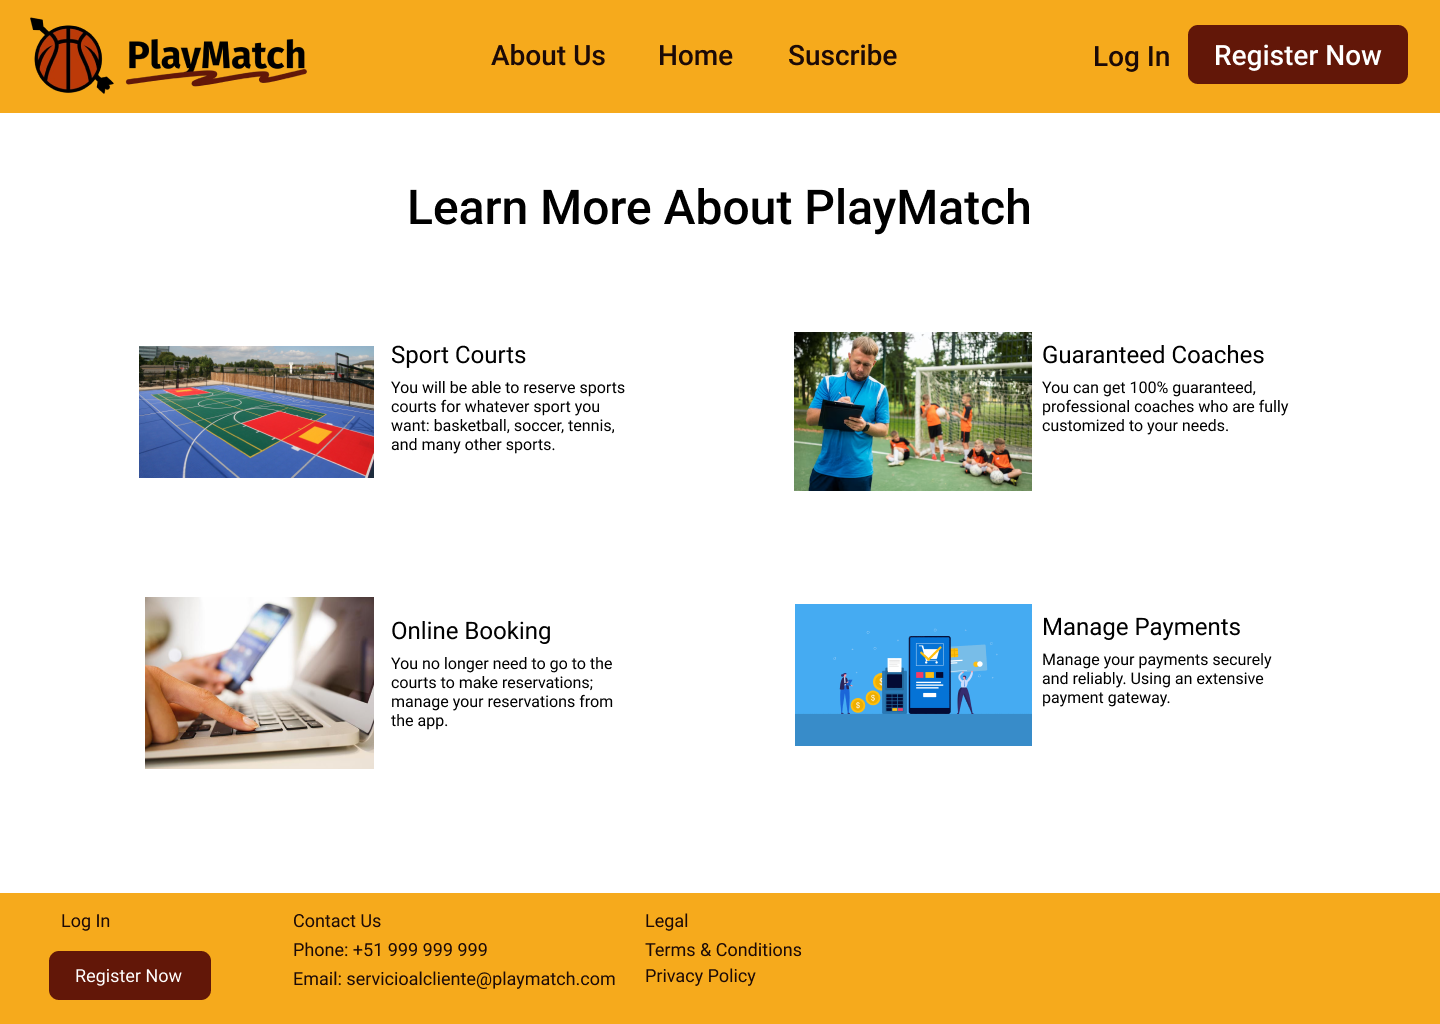 PlayMatch
About Us
Home
Suscribe
Log In
Register Now
Learn More About PlayMatch
Sport Courts
You will be able to reserve sports
courts for whatever sport you
want: basketball, soccer, tennis,
and many other sports.
Guaranteed Coaches
You can get 100% guaranteed,
professional coaches who are fully
customized to your needs.
Online Booking
You no longer need to go to the
courts to make reservations;
manage your reservations from
the app.
Manage Payments
Manage your payments securely
and reliably. Using an extensive
payment gateway.
Log In
Register Now
Contact Us
Phone: +51 999 999 999
Email: servicioalcliente@playmatch.com
Legal
Terms & Conditions
Privacy Policy